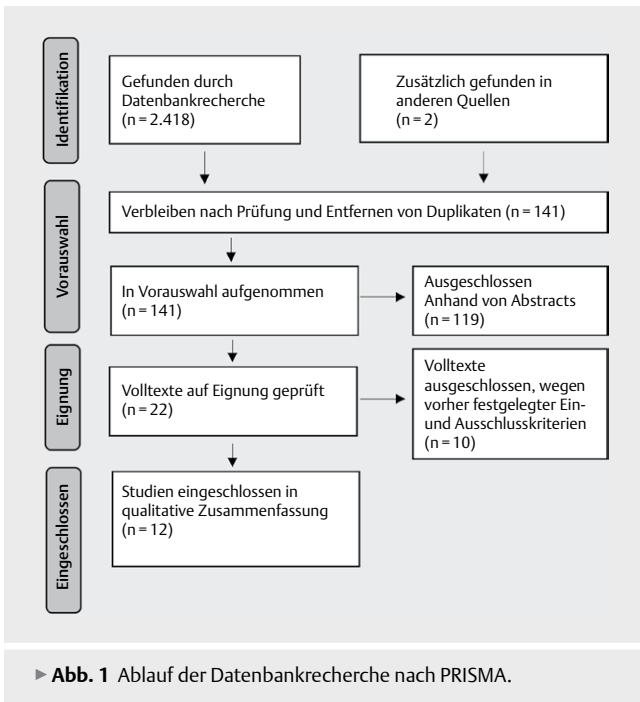 Identifikation
Gefunden durch
Datenbankrecherche
(n = 2.418)
Zusätzlich gefunden in
anderen Quellen
(n = 2)
Vorauswahl
Verbleiben nach Prüfung und Entfernen von Duplikaten (n = 141)
In Vorauswahl aufgenommen
(n = 141)
Ausgeschlossen
Anhand von Abstracts
(n = 119)
Eignung
Volltexte auf Eignung geprüft
(n = 22)
Volltexte
ausgeschlossen, wegen
vorher festgelegter Ein-
und Ausschlusskriterien
(n = 10)
Eingeschlossen
Studien eingeschlossen in
qualitative Zusammenfassung
(n = 12)
▶ Abb. 1 Ablauf der Datenbankrecherche nach PRISMA.